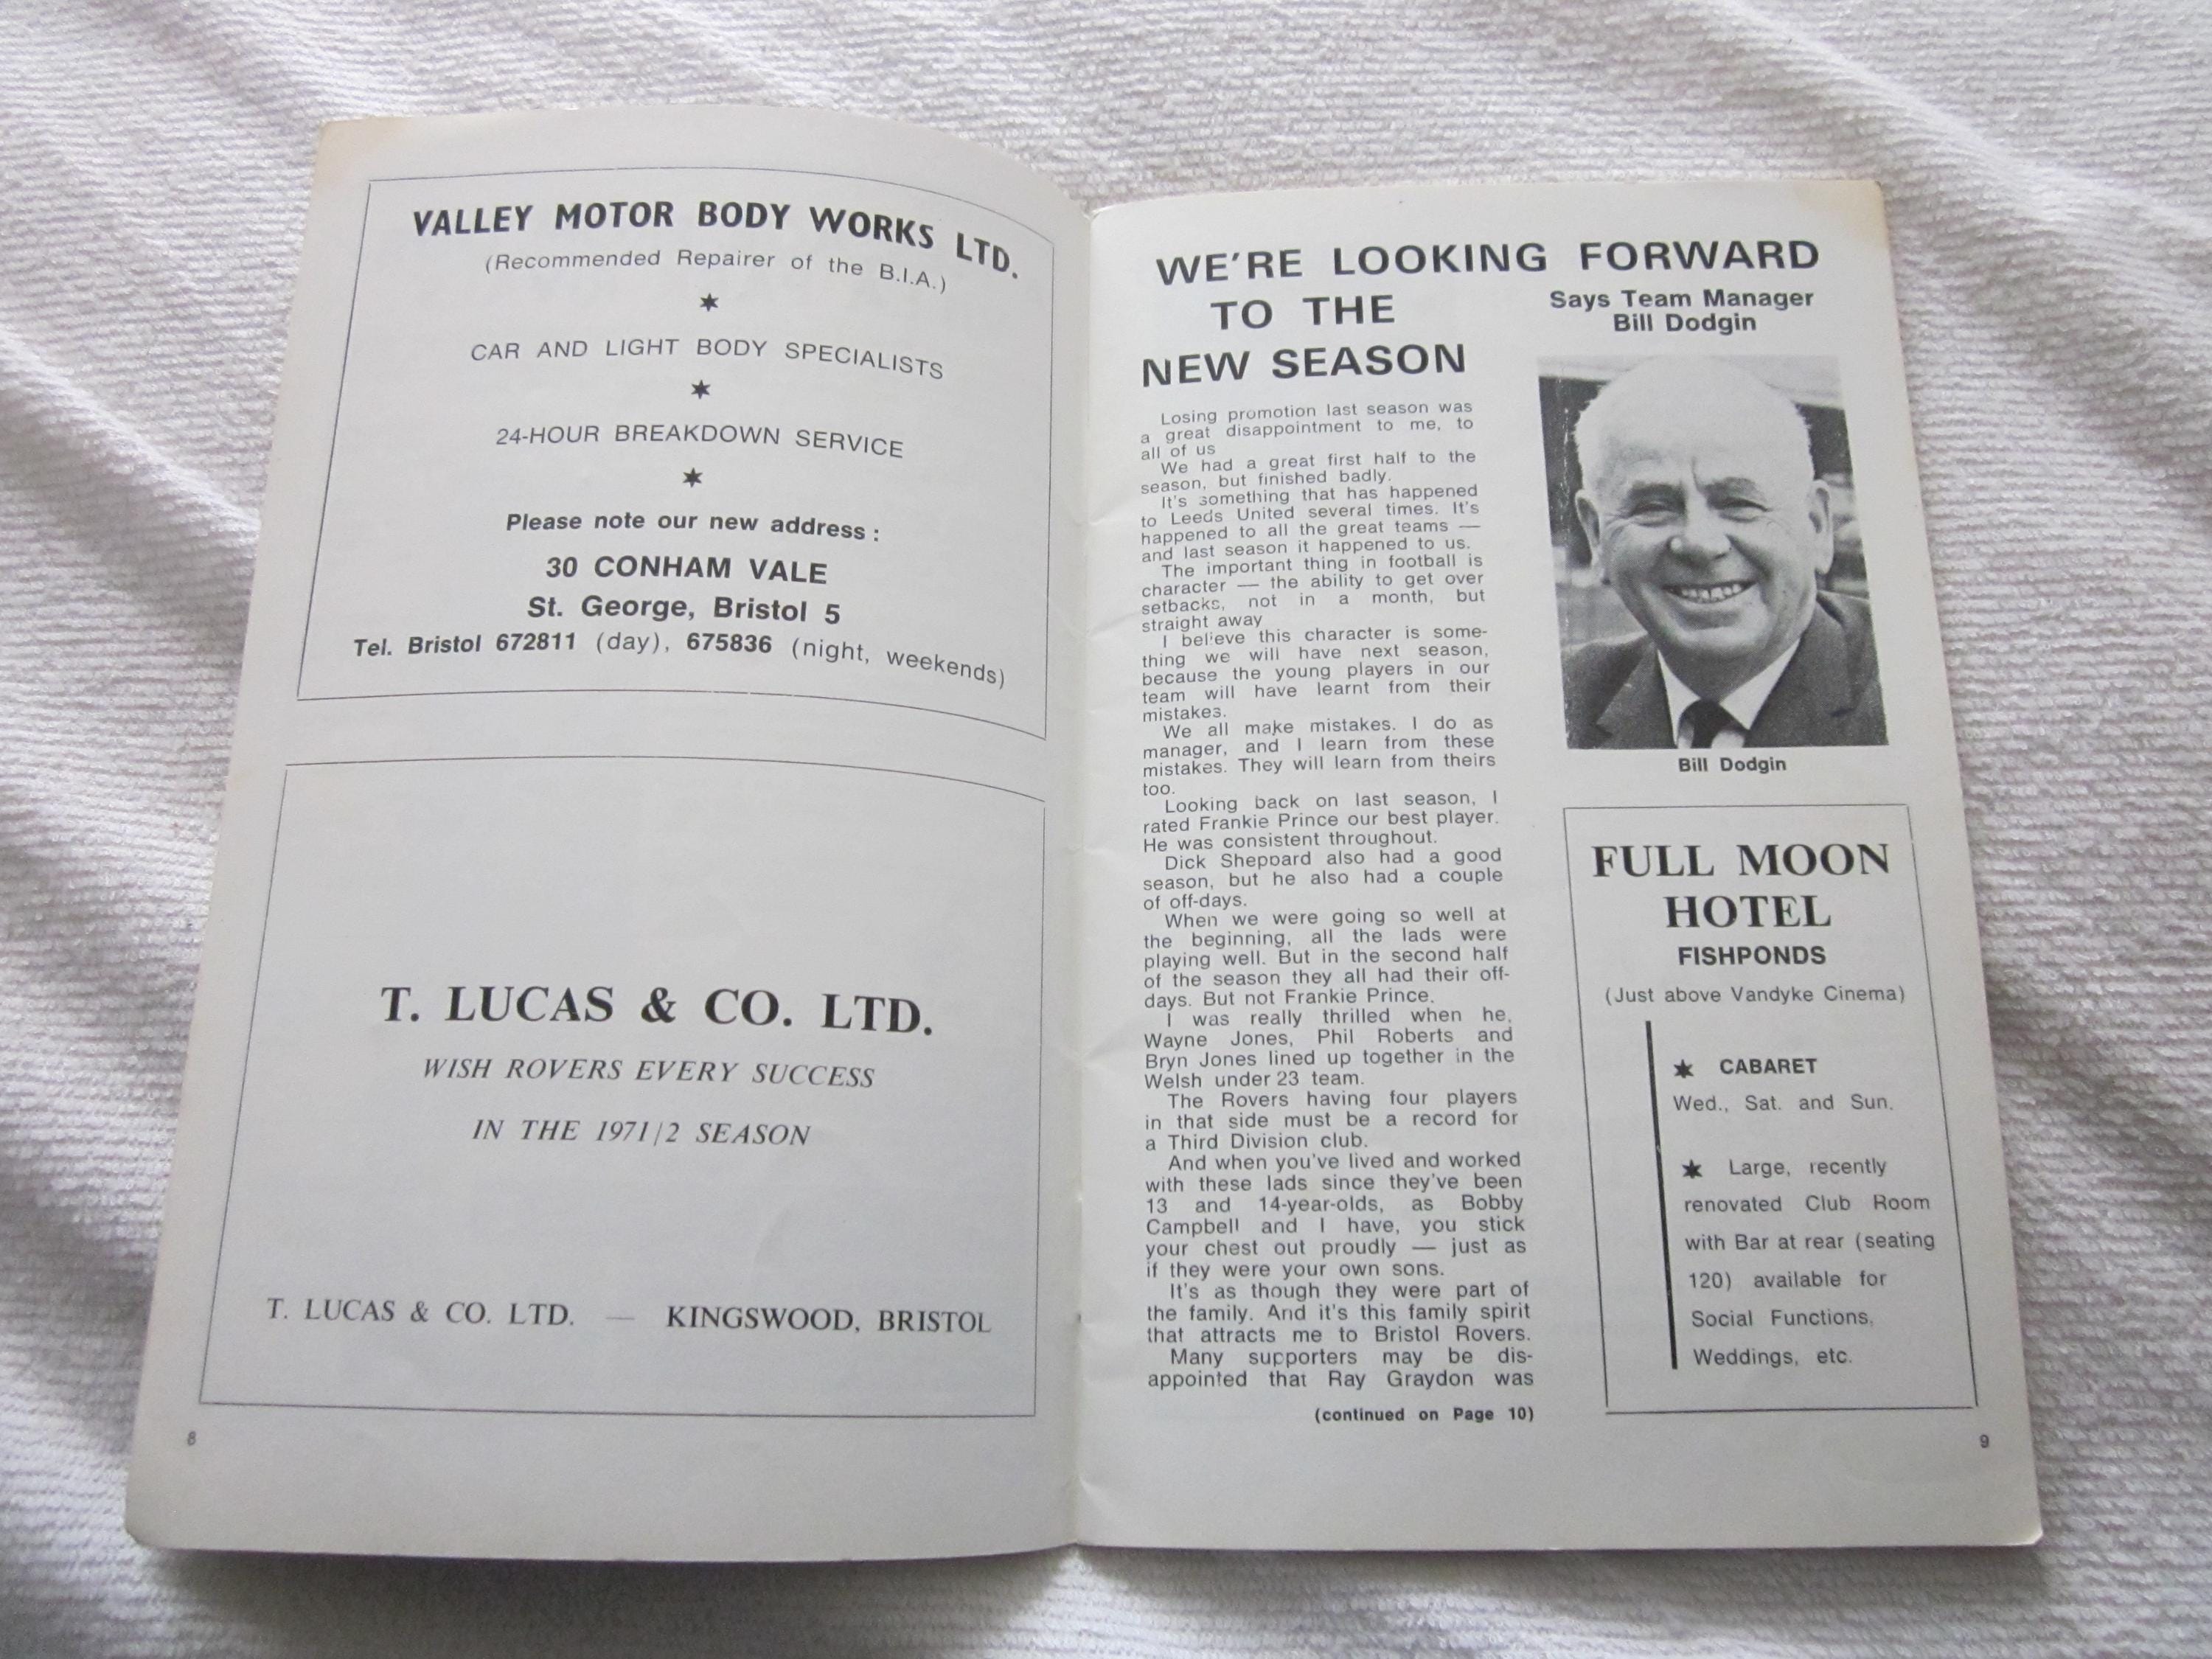 VALLEY MOTOR BODY WORKS LTD.
(Recommended Repairer of the B.I.A.)
CAR AND LIGHT BODY SPECIALISTS
24-HOUR BREAKDOWN SERVICE
Please note our new address :
30 CONHAM VALE
St. George, Bristol 5
Tel. Bristol 672811 (day), 675836 (night, weekends)
T. LUCAS & CO. LTD.
WISH ROVERS EVERY SUCCESS
IN THE 1971/2 SEASON
T. LUCAS & CO. LTD. — KINGSWOOD, BRISTOL
8
WE'RE LOOKING FORWARD
TO THE
NEW SEASON
Says Team Manager
Bill Dodgin
Losing promotion last season was
a great disappointment to me, to
all of us
We had a great first half to the
season, but finished badly.
It's something that has happened
to Leeds United several times. It's
happened to all the great teams —
and last season it happened to us.
The important thing in football is
character — the ability to get over
setbacks, not in a month, but
straight away
I believe this character is some-
thing we will have next season,
because the young players in our
team will have learnt from their
mistakes.
We all make mistakes. I do as
manager, and I learn from these
mistakes. They will learn from theirs
too.
Looking back on last season, I
rated Frankie Prince our best player.
He was consistent throughout.
Dick Sheppard also had a good
season, but he also had a couple
of off-days.
When we were going so well at
the beginning, all the lads were
playing well. But in the second half
of the season they all had their off-
days. But not Frankie Prince.
I was really thrilled when he,
Wayne Jones, Phil Roberts and
Bryn Jones lined up together in the
Welsh under 23 team.
The Rovers having four players
in that side must be a record for
a Third Division club.
And when you've lived and worked
with these lads since they've been
13 and 14-year-olds, as Bobby
Campbell and I have, you stick
your chest out proudly — just as
if they were your own sons.
It's as though they were part of
the family. And it's this family spirit
that attracts me to Bristol Rovers.
Many supporters may be dis-
appointed that Ray Graydon was
(continued on Page 10)
Bill Dodgin
FULL MOON
HOTEL
FISHPONDS
(Just above Vandyke Cinema)
CABARET
Wed., Sat. and Sun.
Large, recently
renovated Club Room
with Bar at rear (seating
120) available for
Social Functions,
Weddings, etc.
9